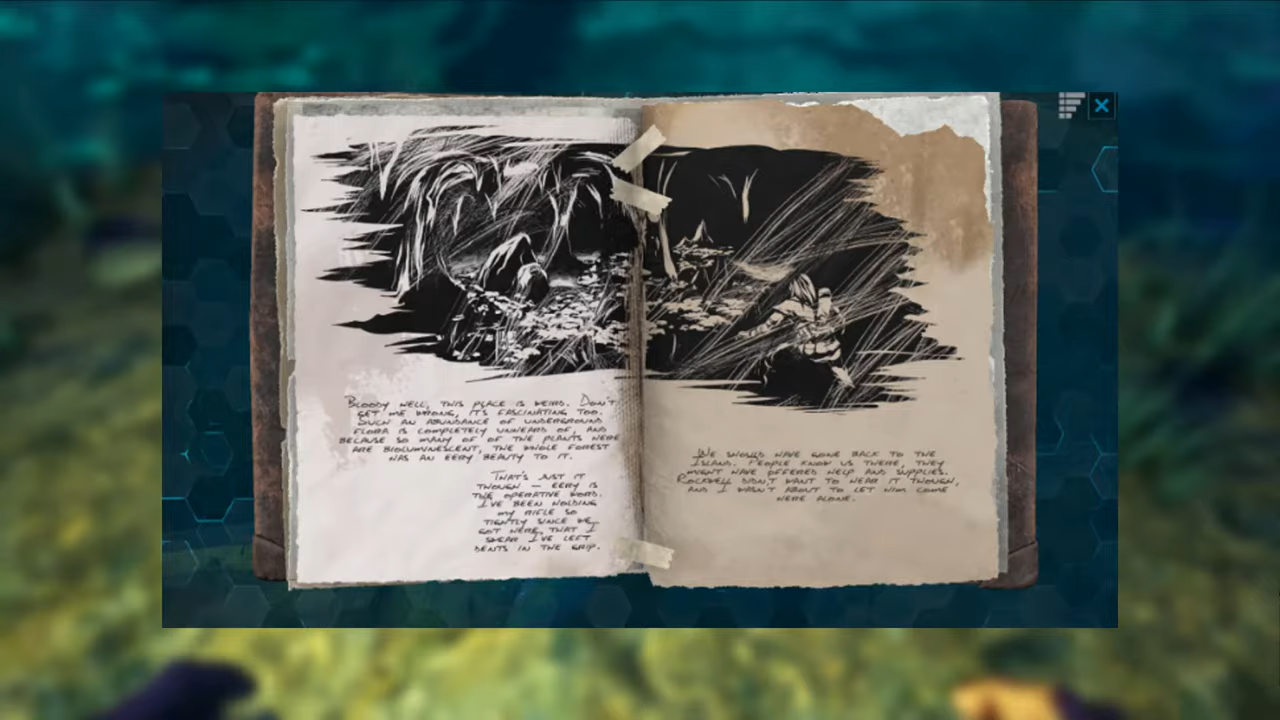 Bloody well, this place is weird. Don't
get me wrong, it's fascinating too.
Such an abundance of underground
flora is completely unheard of, and
because so many of of the plants here
are bioluminescent, the whole forest
has an eery beauty to it.
That's just it
though — eery is
the operative word.
I've been holding
my rifle so
tightly since we
got here that I
swear I've left
dents in the grip.
We should have gone back to the
Island. People know us there, they
might have offered help and supplies.
Rockwell didn't want to hear it though,
and I wasn't about to let him come
here alone.